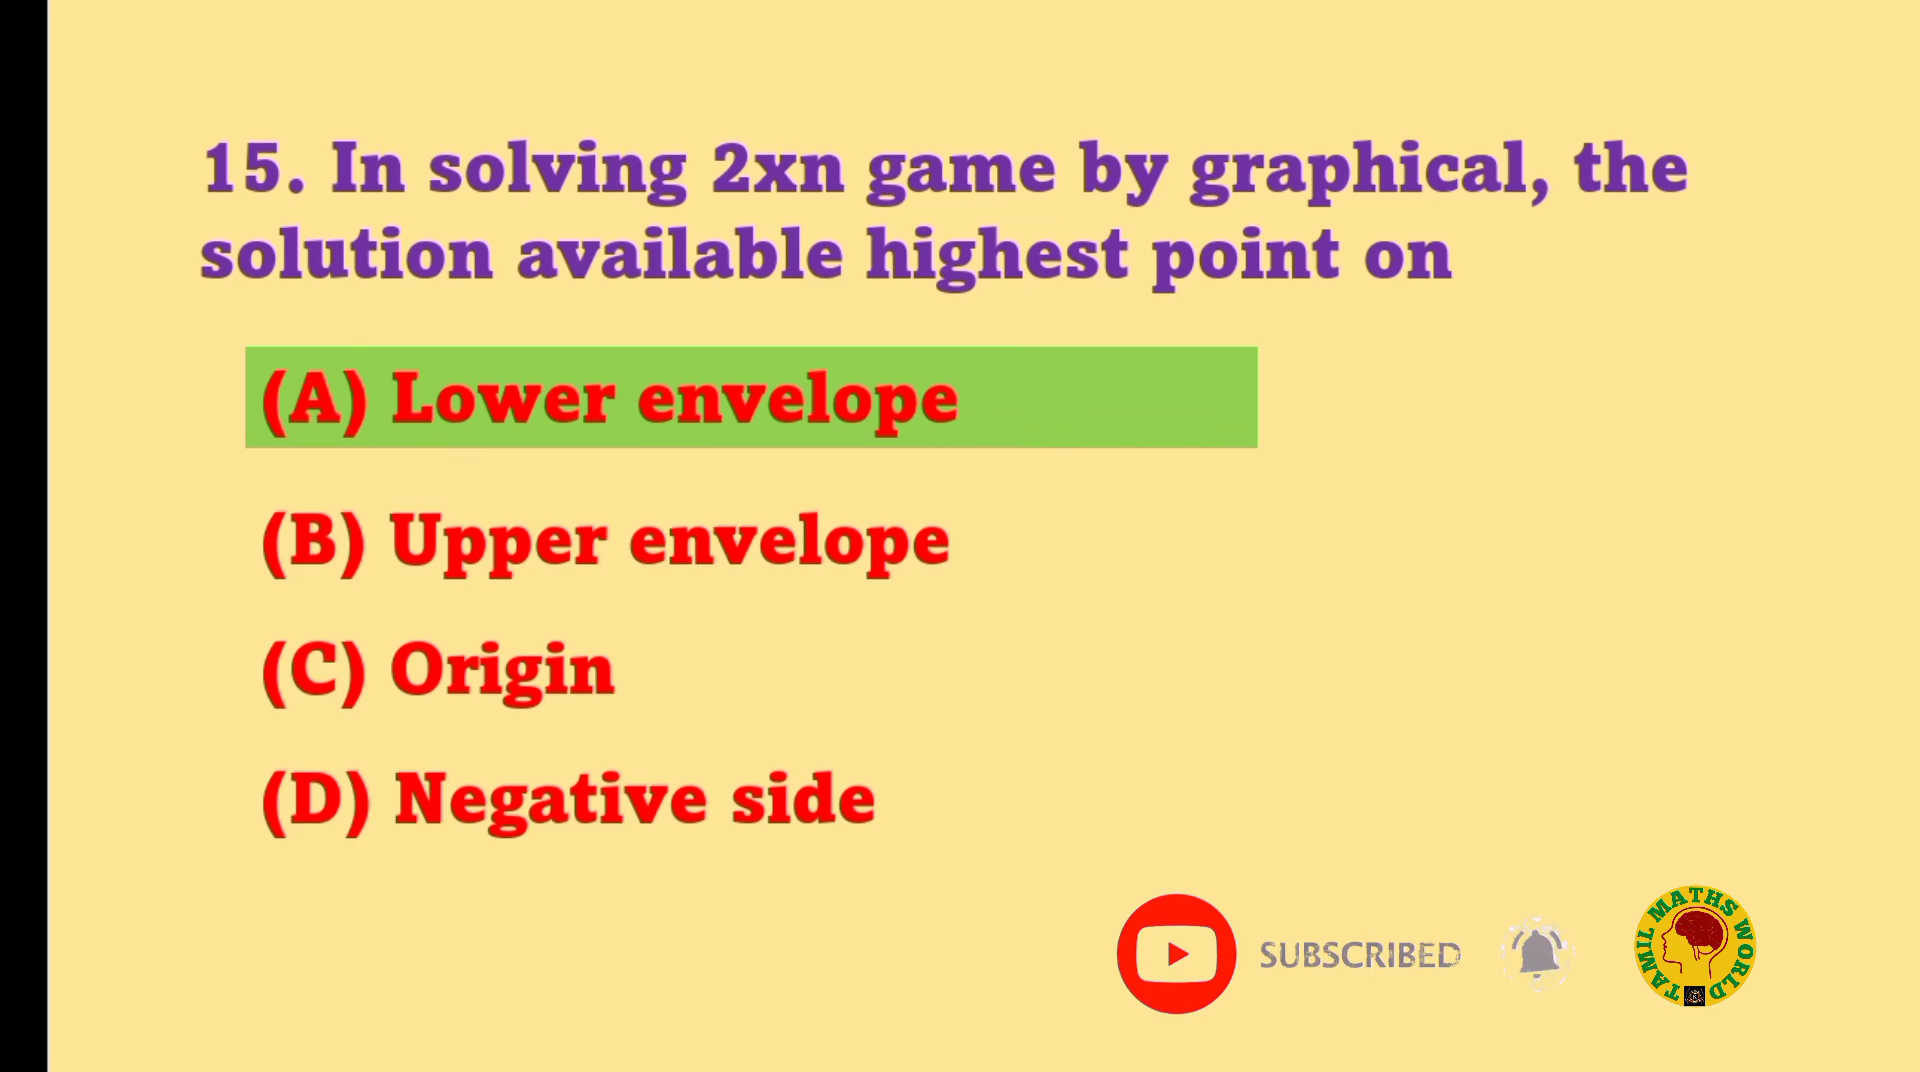 15. In solving 2xn game by graphical, the
solution available highest point on
(A) Lower envelope
(B) Upper envelope
(C) Origin
(D) Negative side
SUBSCRIBED
TAMIL MATHS WORLD